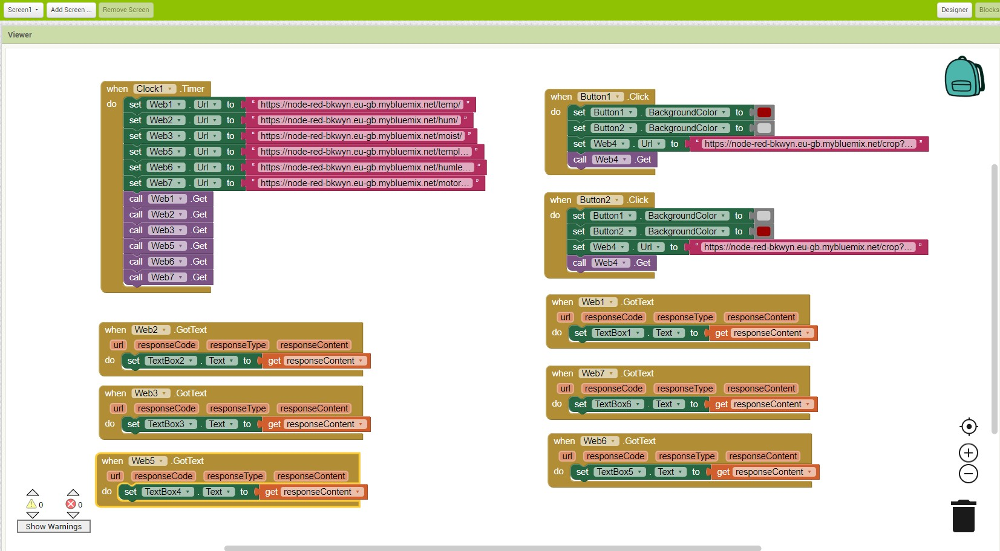 Screen1 Add Screen ... Remove Screen Designer Blocks
Viewer
when Clock1 .Timer
do set Web1 . Url to “ https://node-red-bkwyn.eu-gb.mybluemix.net/temp/ ”
set Web2 . Url to “ https://node-red-bkwyn.eu-gb.mybluemix.net/hum/ ”
set Web3 . Url to “ https://node-red-bkwyn.eu-gb.mybluemix.net/moist/ ”
set Web5 . Url to “ https://node-red-bkwyn.eu-gb.mybluemix.net/templ... ”
set Web6 . Url to “ https://node-red-bkwyn.eu-gb.mybluemix.net/humle... ”
set Web7 . Url to “ https://node-red-bkwyn.eu-gb.mybluemix.net/motor... ”
call Web1 .Get
call Web2 .Get
call Web3 .Get
call Web5 .Get
call Web6 .Get
call Web7 .Get
when Web2 .GotText
url responseCode responseType responseContent
do set TextBox2 . Text to get responseContent
when Web3 .GotText
url responseCode responseType responseContent
do set TextBox3 . Text to get responseContent
when Web5 .GotText
url responseCode responseType responseContent
do set TextBox4 . Text to get responseContent
0 0
Show Warnings
when Button1 .Click
do set Button1 . BackgroundColor to
set Button2 . BackgroundColor to
set Web4 . Url to “ https://node-red-bkwyn.eu-gb.mybluemix.net/crop?... ”
call Web4 .Get
when Button2 .Click
do set Button1 . BackgroundColor to
set Button2 . BackgroundColor to
set Web4 . Url to “ https://node-red-bkwyn.eu-gb.mybluemix.net/crop?... ”
call Web4 .Get
when Web1 .GotText
url responseCode responseType responseContent
do set TextBox1 . Text to get responseContent
when Web7 .GotText
url responseCode responseType responseContent
do set TextBox6 . Text to get responseContent
when Web6 .GotText
url responseCode responseType responseContent
do set TextBox5 . Text to get responseContent